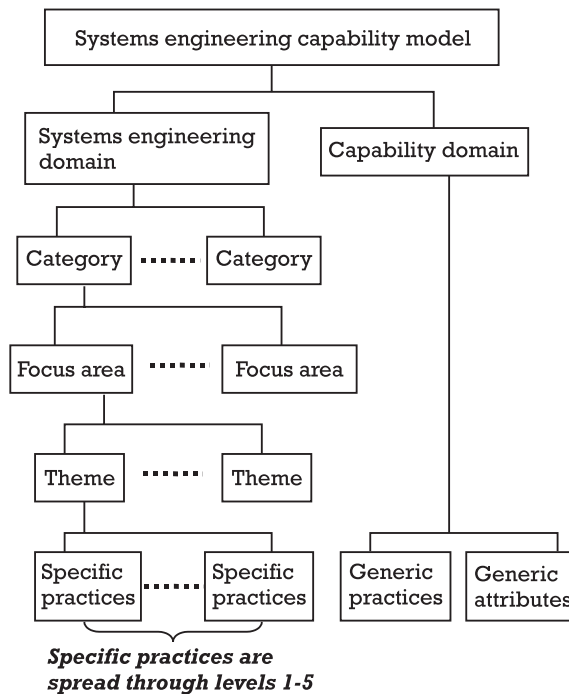 Systems engineering capability model
Systems engineering
domain
Capability domain
Category
Category
Focus area
Focus area
Theme
Theme
Specific
practices
Specific
practices
Generic
practices
Generic
attributes
Specific practices are
spread through levels 1-5